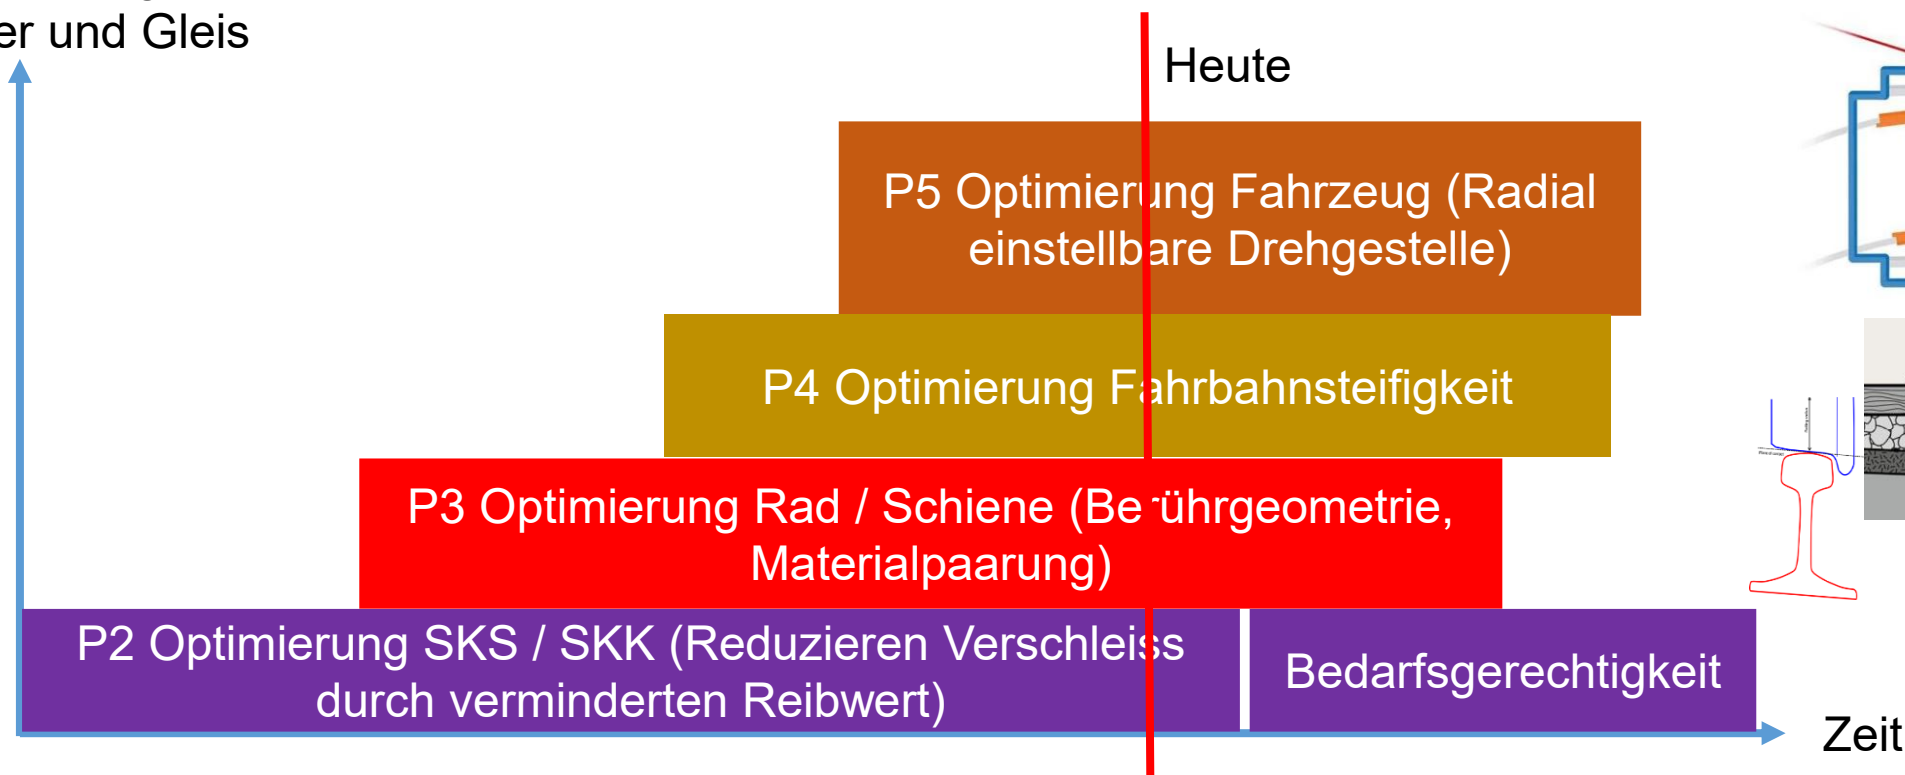 er und Gleis
Heute
P5 Optimierung Fahrzeug (Radial
einstellbare Drehgestelle)
P4 Optimierung Fahrbahnsteifigkeit
P3 Optimierung Rad / Schiene (Berührgeometrie,
Materialpaarung)
P2 Optimierung SKS / SKK (Reduzieren Verschleiss
durch verminderten Reibwert)
Bedarfsgerechtigkeit
Zeit